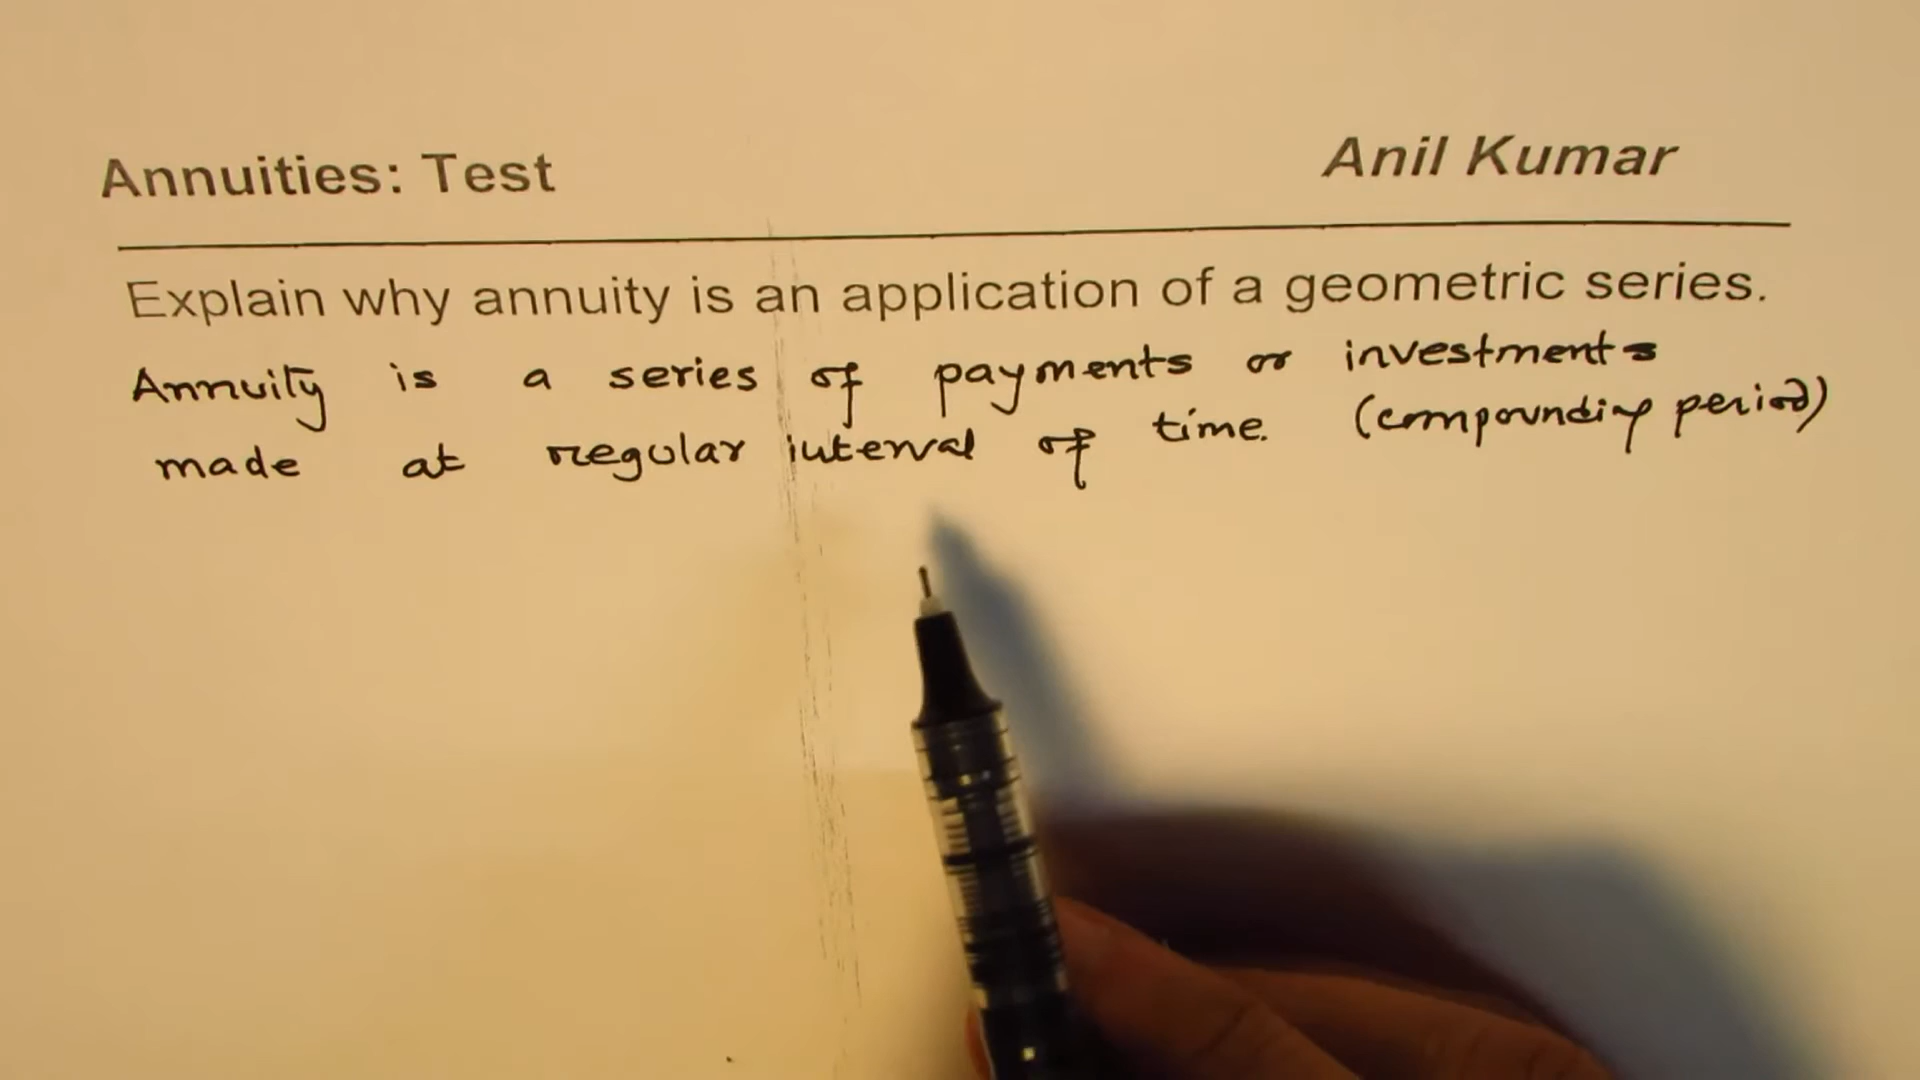 Annuities: Test
Anil Kumar
Explain why annuity is an application of a geometric series.
Annuity is a series of payments or investments
made at regular interval of time. (compounding period)